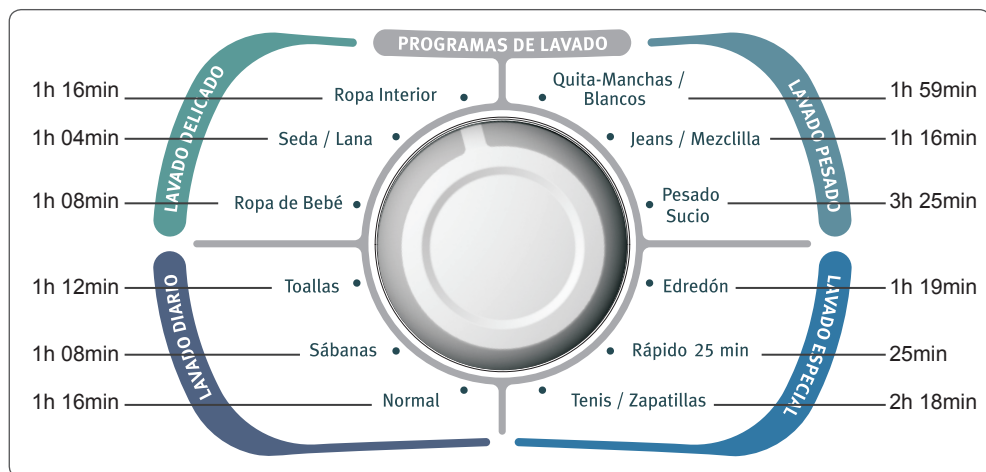 PROGRAMAS DE LAVADO
LAVADO DELICADO
1h 16min Ropa Interior
1h 04min Seda / Lana
1h 08min Ropa de Bebé
LAVADO PESADO
Quita-Manchas /
Blancos 1h 59min
Jeans / Mezclilla 1h 16min
Pesado
Sucio 3h 25min
LAVADO DIARIO
1h 12min Toallas
1h 08min Sábanas
1h 16min Normal
LAVADO ESPECIAL
Edredón 1h 19min
Rápido 25 min 25min
Tenis / Zapatillas 2h 18min